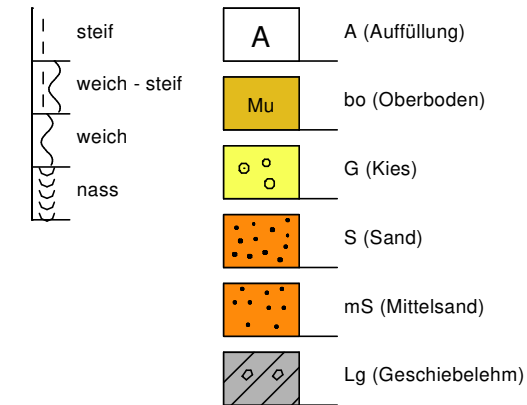 steif
weich - steif
weich
nass
A
A (Auffüllung)
Mu
bo (Oberboden)
G (Kies)
S (Sand)
mS (Mittelsand)
Lg (Geschiebelehm)